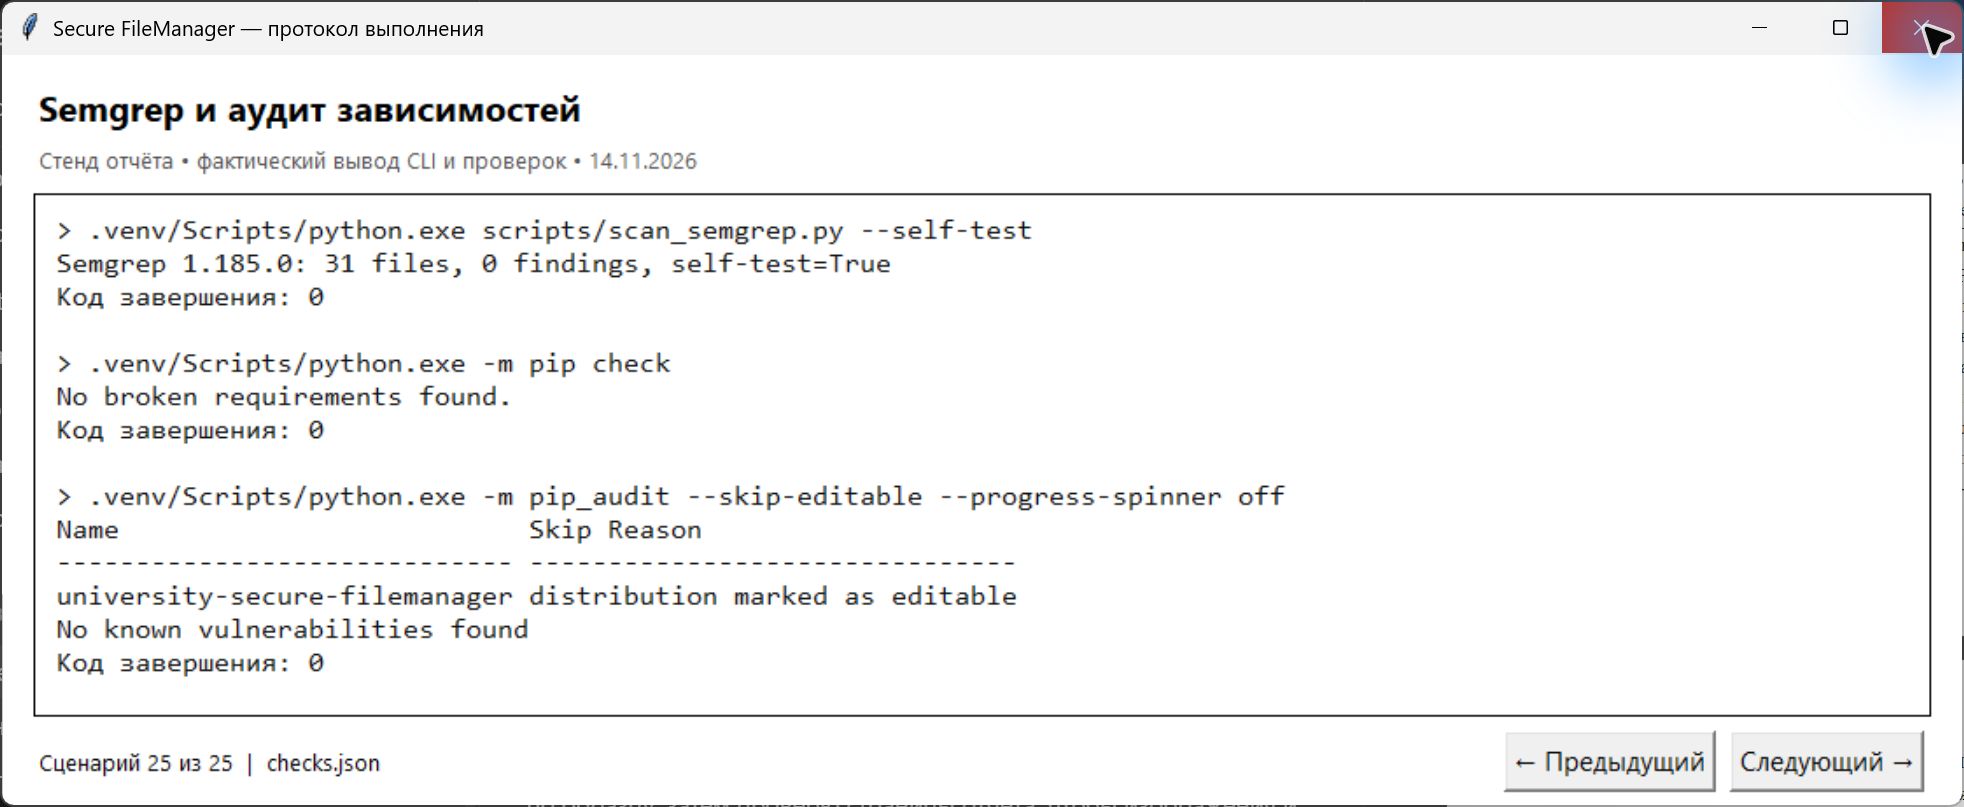 Secure FileManager — протокол выполнения
Semgrep и аудит зависимостей
Стенд отчёта • фактический вывод CLI и проверок • 14.11.2026
> .venv/Scripts/python.exe scripts/scan_semgrep.py --self-test
Semgrep 1.185.0: 31 files, 0 findings, self-test=True
Код завершения: 0
> .venv/Scripts/python.exe -m pip check
No broken requirements found.
Код завершения: 0
> .venv/Scripts/python.exe -m pip_audit --skip-editable --progress-spinner off
Name                          Skip Reason
----------------------------- -------------------------------
university-secure-filemanager distribution marked as editable
No known vulnerabilities found
Код завершения: 0
Сценарий 25 из 25 | checks.json
← Предыдущий
Следующий →